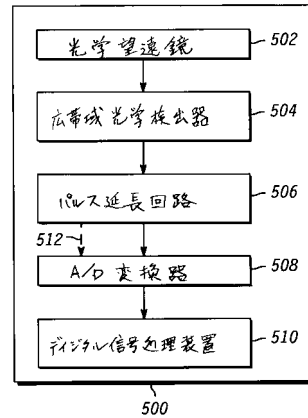 光学望遠鏡
502
広帯域光学検出器
504
パルス延長回路
506
512
A/D 変換器
508
ディジタル信号処理装置
510
500